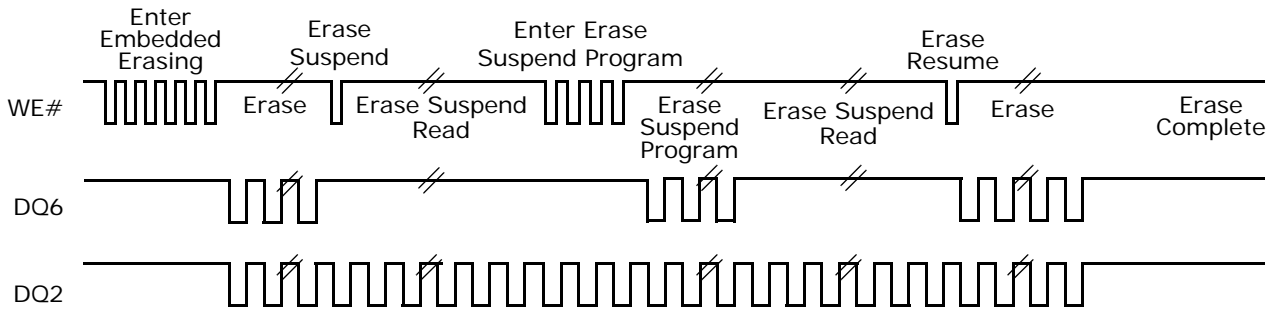 Enter
Embedded
Erasing
Erase
Suspend
Enter Erase
Suspend Program
Erase
Resume
WE#
Erase
Erase Suspend
Read
Erase
Suspend
Program
Erase Suspend
Read
Erase
Erase
Complete
DQ6
DQ2